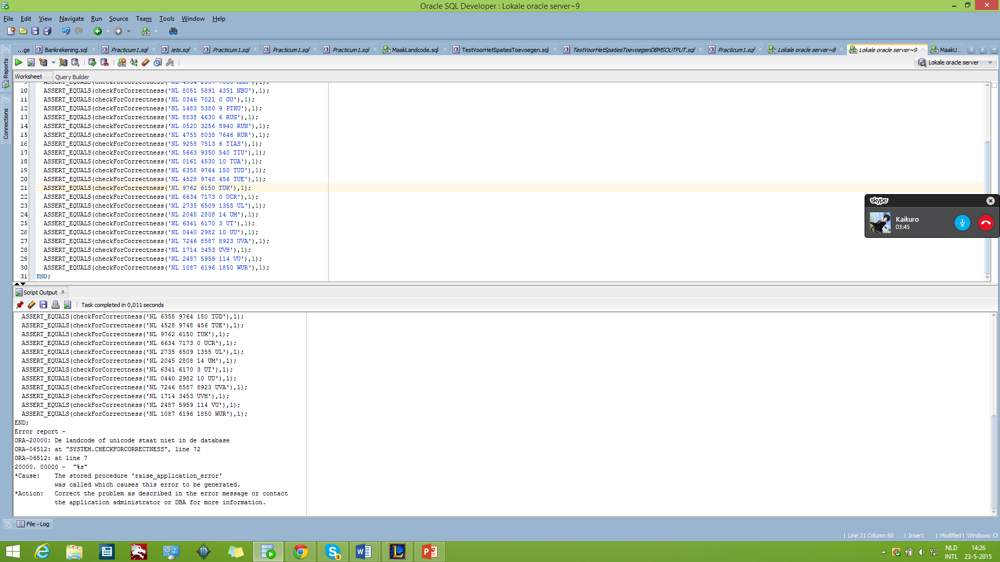 Oracle SQL Developer : Lokale oracle server~9
File Edit View Navigate Run Source Team Tools Window Help
...ge Bankrekening.sql Practicum1.sql iets.sql Practicum1.sql Practicum1.sql Practicum1.sql MaakLandcode.sql TestVoorHetSpatiesToevoegen.sql TestVoorHetSpatiesToevoegenDBMSOUTPUT.sql Practicum1.sql Lokale oracle server~8 Lokale oracle server~9 MaakU...
Reports
Connections
Lokale oracle server
Worksheet Query Builder
10 ASSERT_EQUALS(checkForCorrectness('NL 8051 5891 4351 NBU'),1);
11 ASSERT_EQUALS(checkForCorrectness('NL 0346 7021 0 OU'),1);
12 ASSERT_EQUALS(checkForCorrectness('NL 1483 5380 9 PTHU'),1);
13 ASSERT_EQUALS(checkForCorrectness('NL 8838 4630 6 RUG'),1);
14 ASSERT_EQUALS(checkForCorrectness('NL 0520 3256 8940 RUN'),1);
15 ASSERT_EQUALS(checkForCorrectness('NL 4755 8038 7646 RUR'),1);
16 ASSERT_EQUALS(checkForCorrectness('NL 9258 7513 6 TIAS'),1);
17 ASSERT_EQUALS(checkForCorrectness('NL 5663 9350 540 TIU'),1);
18 ASSERT_EQUALS(checkForCorrectness('NL 0161 4530 10 TUA'),1);
19 ASSERT_EQUALS(checkForCorrectness('NL 6358 9764 150 TUD'),1);
20 ASSERT_EQUALS(checkForCorrectness('NL 4528 9748 456 TUE'),1);
21 ASSERT_EQUALS(checkForCorrectness('NL 9762 6150 TUK'),1);
22 ASSERT_EQUALS(checkForCorrectness('NL 6634 7173 0 UCR'),1);
23 ASSERT_EQUALS(checkForCorrectness('NL 2735 6509 1355 UL'),1);
24 ASSERT_EQUALS(checkForCorrectness('NL 2045 2808 14 UM'),1);
25 ASSERT_EQUALS(checkForCorrectness('NL 6341 6170 3 UT'),1);
26 ASSERT_EQUALS(checkForCorrectness('NL 0440 2982 10 UU'),1);
27 ASSERT_EQUALS(checkForCorrectness('NL 7246 8587 8923 UVA'),1);
28 ASSERT_EQUALS(checkForCorrectness('NL 1714 3453 UVH'),1);
29 ASSERT_EQUALS(checkForCorrectness('NL 2487 5959 114 VU'),1);
30 ASSERT_EQUALS(checkForCorrectness('NL 1087 6196 1850 WUR'),1);
31 END;
skype
Kaikuro
03:45
Script Output
Task completed in 0,011 seconds
ASSERT_EQUALS(checkForCorrectness('NL 6358 9764 150 TUD'),1);
ASSERT_EQUALS(checkForCorrectness('NL 4528 9748 456 TUE'),1);
ASSERT_EQUALS(checkForCorrectness('NL 9762 6150 TUK'),1);
ASSERT_EQUALS(checkForCorrectness('NL 6634 7173 0 UCR'),1);
ASSERT_EQUALS(checkForCorrectness('NL 2735 6509 1355 UL'),1);
ASSERT_EQUALS(checkForCorrectness('NL 2045 2808 14 UM'),1);
ASSERT_EQUALS(checkForCorrectness('NL 6341 6170 3 UT'),1);
ASSERT_EQUALS(checkForCorrectness('NL 0440 2982 10 UU'),1);
ASSERT_EQUALS(checkForCorrectness('NL 7246 8587 8923 UVA'),1);
ASSERT_EQUALS(checkForCorrectness('NL 1714 3453 UVH'),1);
ASSERT_EQUALS(checkForCorrectness('NL 2487 5959 114 VU'),1);
ASSERT_EQUALS(checkForCorrectness('NL 1087 6196 1850 WUR'),1);
END;
Error report -
ORA-20000: De landcode of unicode staat niet in de database
ORA-06512: at "SYSTEM.CHECKFORCORRECTNESS", line 72
ORA-06512: at line 7
20000. 00000 - "%s"
*Cause: The stored procedure 'raise_application_error'
was called which causes this error to be generated.
*Action: Correct the problem as described in the error message or contact
the application administrator or DBA for more information.
File - Log
Line 21 Column 60 Insert Modified Windows: CF
NLD 14:26
INTL 23-5-2015